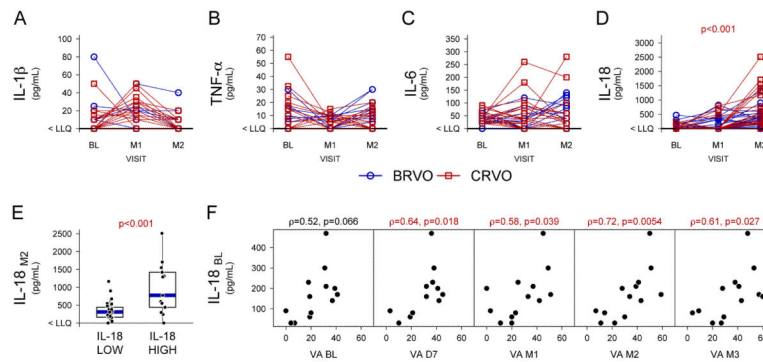 A
IL-1β
(pg/mL)
100
80
60
40
20
< LLQ
BL M1 M2
VISIT
B
TNF-α
(pg/mL)
70
60
50
40
30
20
10
< LLQ
BL M1 M2
VISIT
C
IL-6
(pg/mL)
350
300
250
200
150
100
50
< LLQ
BL M1 M2
VISIT
D
p<0.001
IL-18
(pg/mL)
3000
2500
2000
1500
1000
500
< LLQ
BL M1 M2
VISIT
BRVO CRVO
E
p<0.001
IL-18 M2
(pg/mL)
2500
2000
1500
1000
500
< LLQ
IL-18 IL-18
LOW HIGH
F
ρ=0.52, p=0.066 ρ=0.64, p=0.018 ρ=0.58, p=0.039 ρ=0.72, p=0.0054 ρ=0.61, p=0.027
IL-18 BL
(pg/mL)
400
300
200
100
0 20 40 60 0 20 40 60 0 20 40 60 0 20 40 60 0 20 40 60
VA BL VA D7 VA M1 VA M2 VA M3